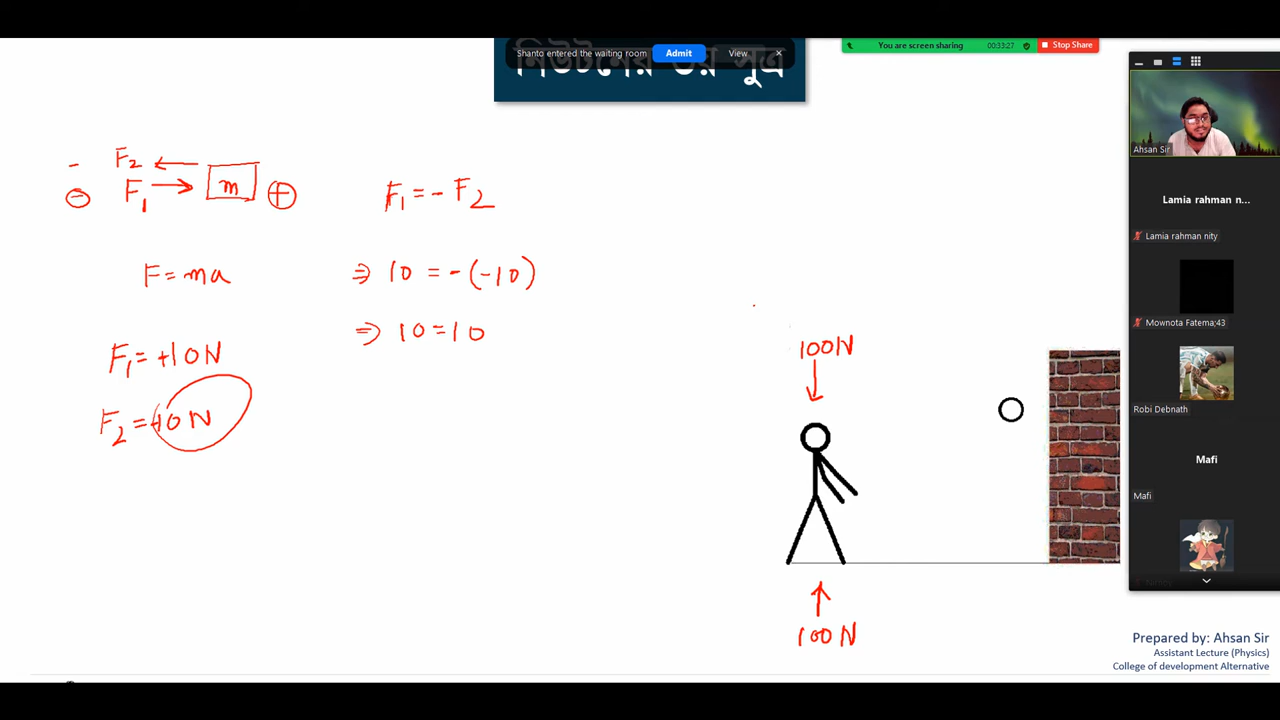 Shanto entered the waiting room Admit View
You are screen sharing 00:33:27 Stop Share
নিউটনের ৩য় সূত্র
Ahsan Sir
- F₂
F₁ m +
F₁ = - F₂
F = ma
⇒ 10 = -(-10)
⇒ 10 = 10
F₁ = +10N
F₂ = -10N
100N
100N
Lamia rahman n...
Lamia rahman nity
Mownota Fatema;43
Robi Debnath
Mafi
Mafi
Prepared by: Ahsan Sir
Assistant Lecture (Physics)
College of development Alternative